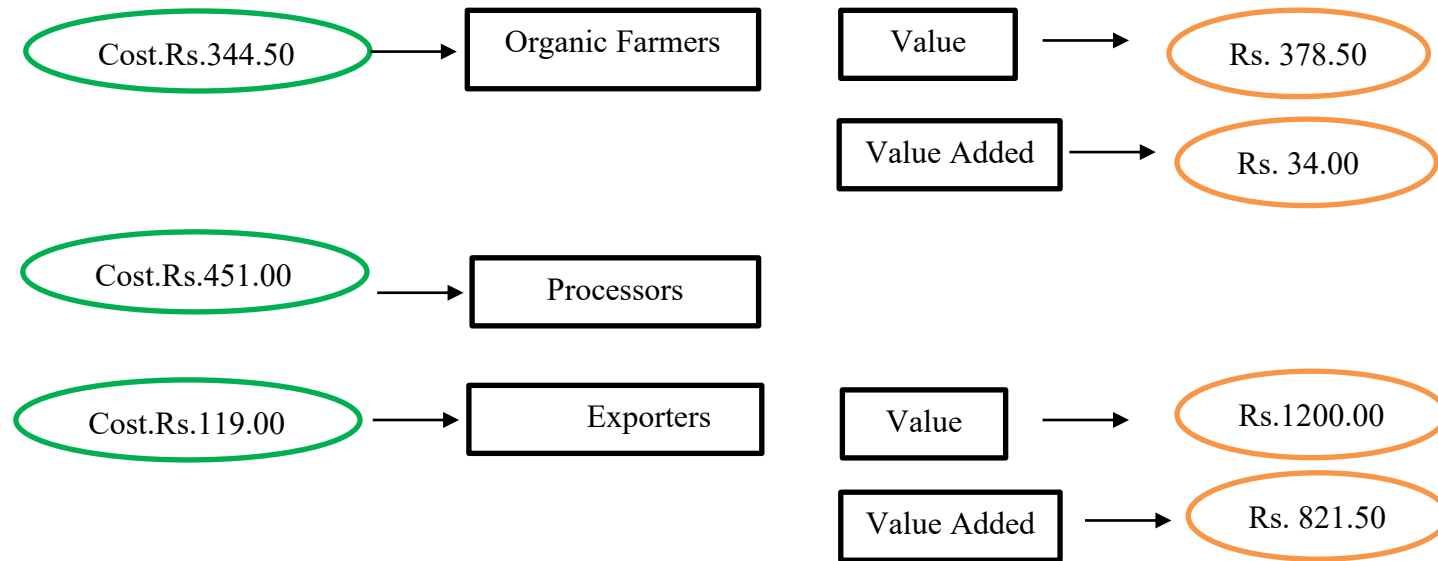 Cost.Rs.344.50
Organic Farmers
Value
Rs. 378.50
Value Added
Rs. 34.00
Cost.Rs.451.00
Processors
Cost.Rs.119.00
Exporters
Value
Rs.1200.00
Value Added
Rs. 821.50